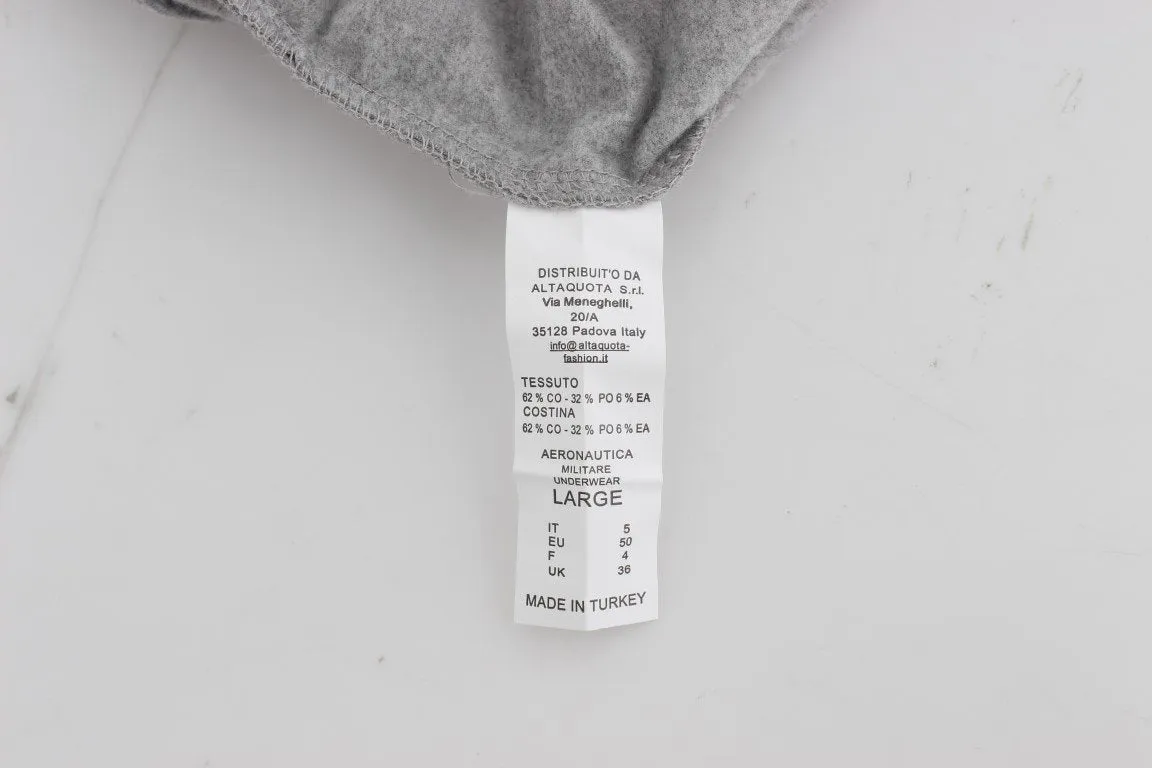 DISTRIBUIT'O DA
ALTAQUOTA S.r.l.
Via Meneghelli,
20/A
35128 Padova Italy
info@altaquota-
fashion.it
TESSUTO
62 % CO - 32 % PO 6 % EA
COSTINA
62 % CO - 32 % PO 6 % EA
AERONAUTICA
MILITARE
UNDERWEAR
LARGE
IT 5
EU 50
F 4
UK 36
MADE IN TURKEY